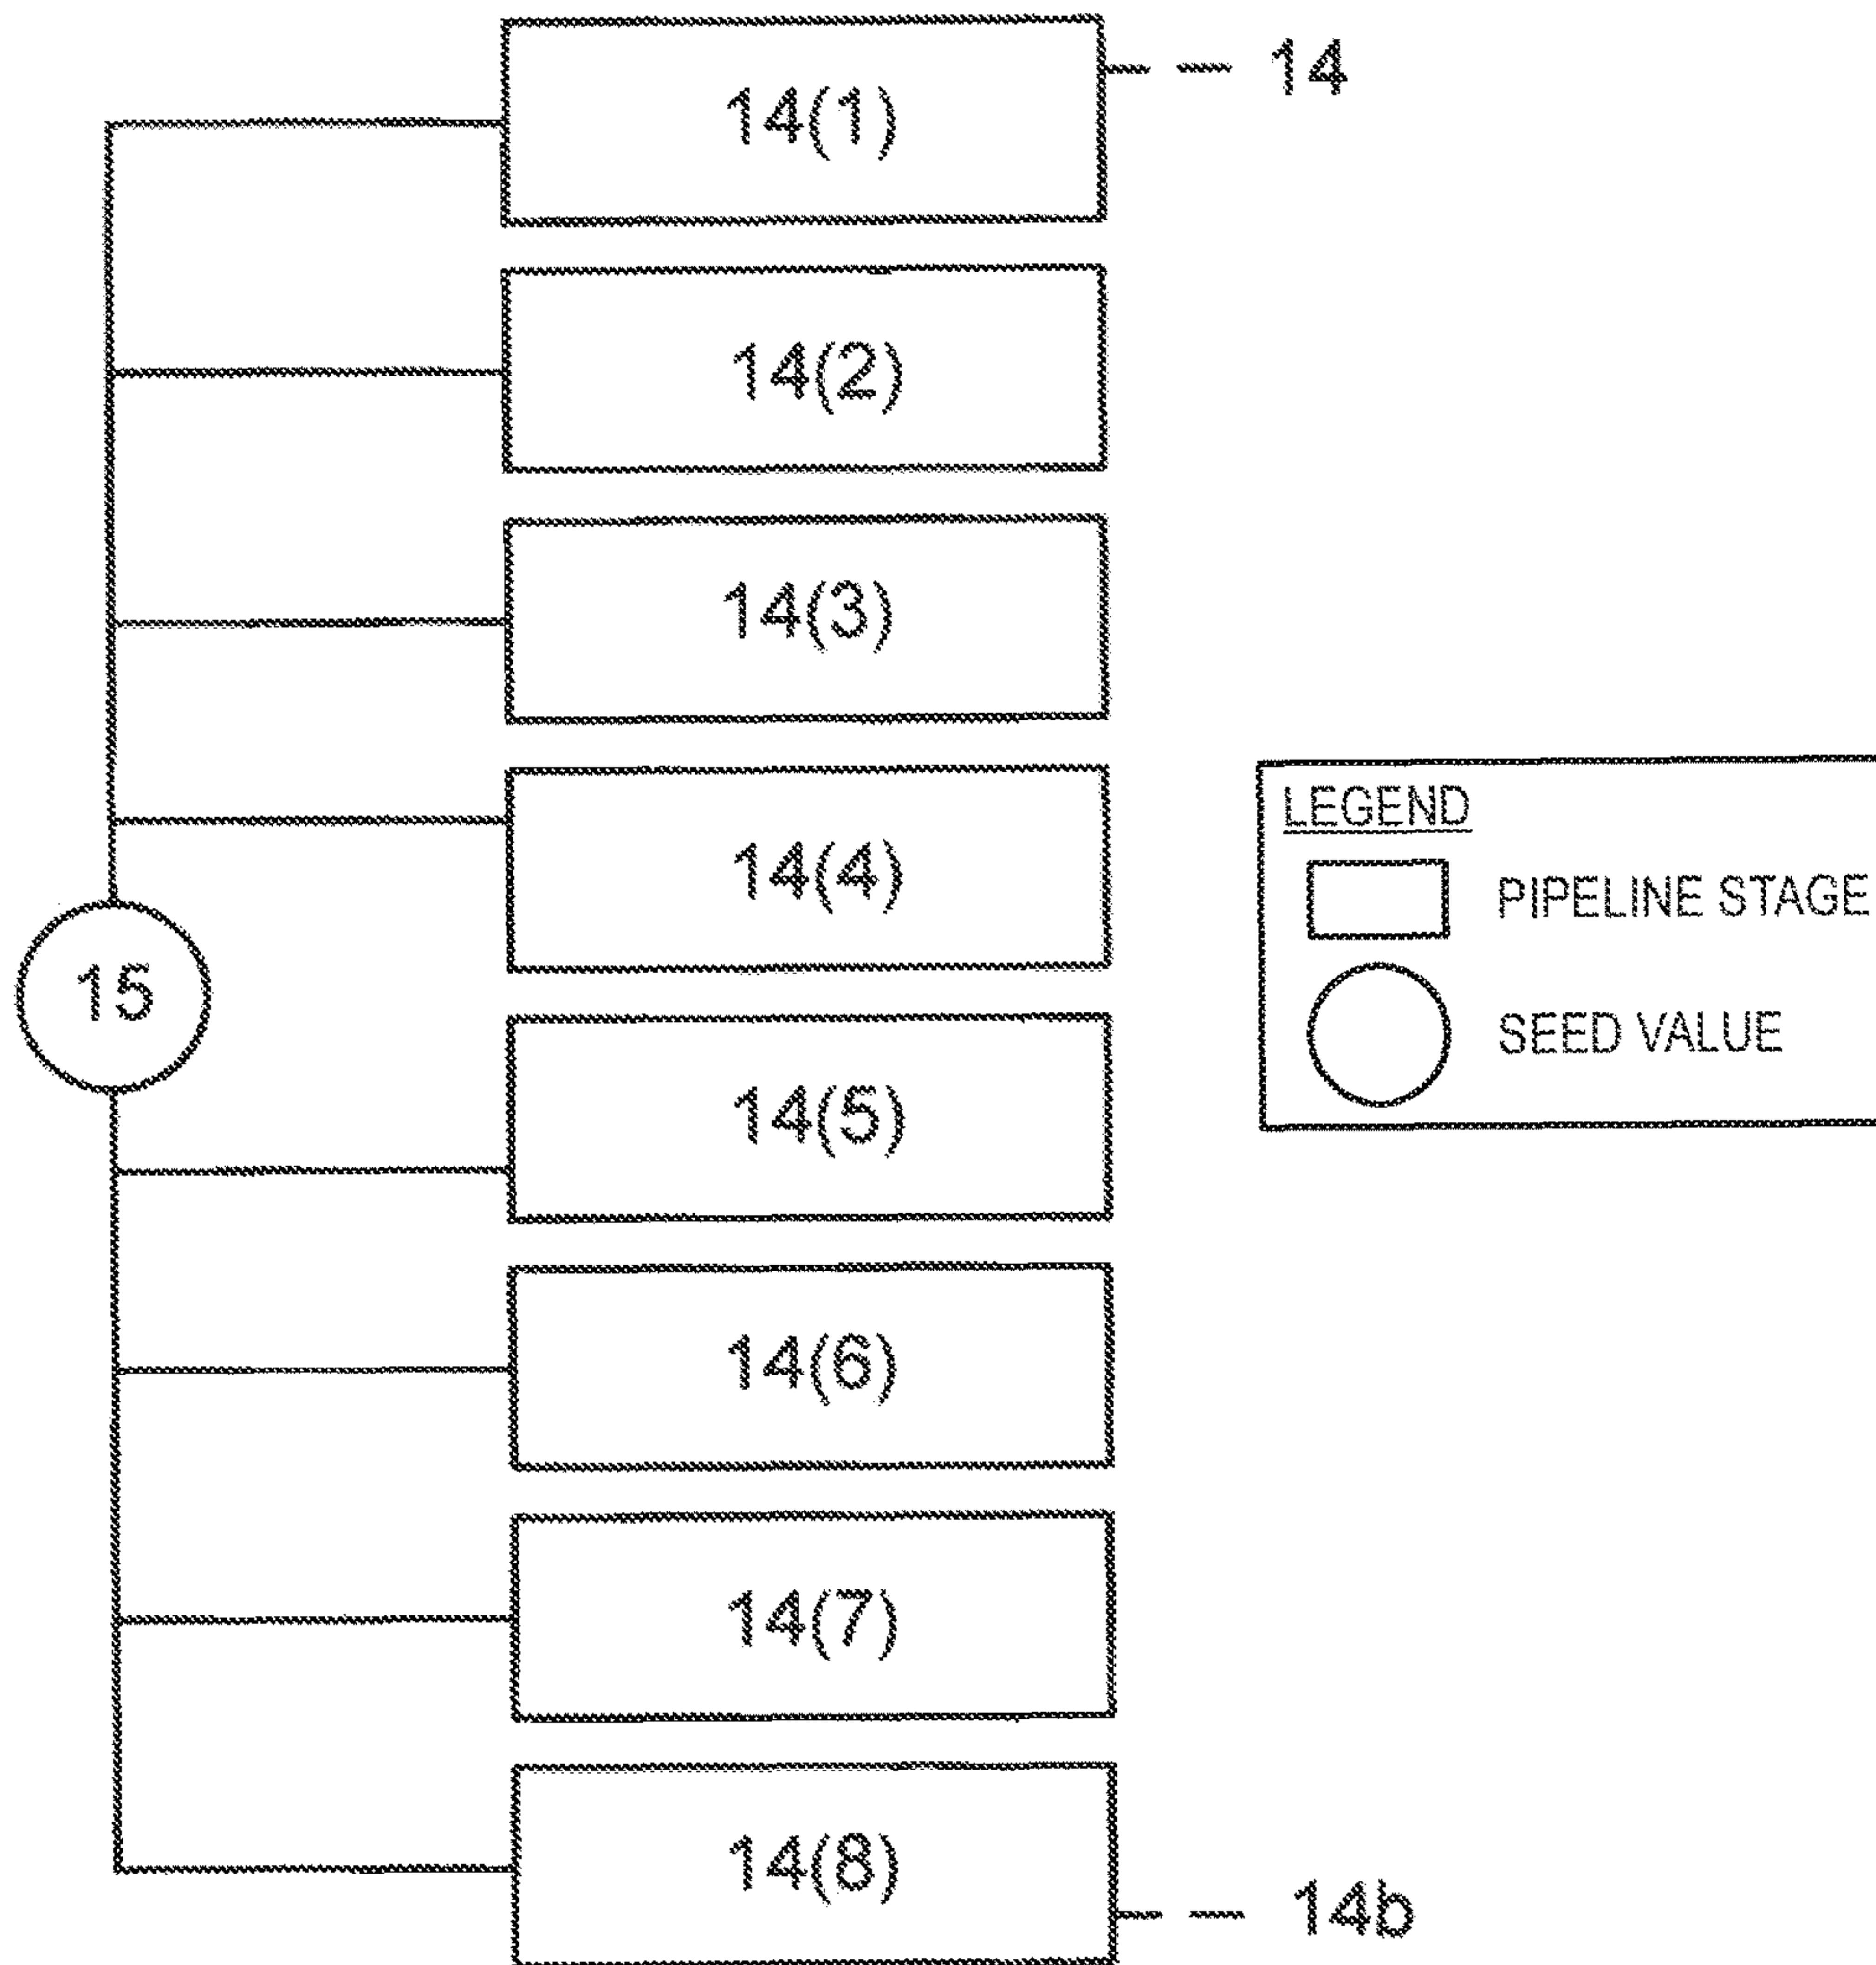 14(1)
14
14(2)
14(3)
14(4)
LEGEND
PIPELINE STAGE
15
SEED VALUE
14(5)
14(6)
14(7)
14(8)
14b